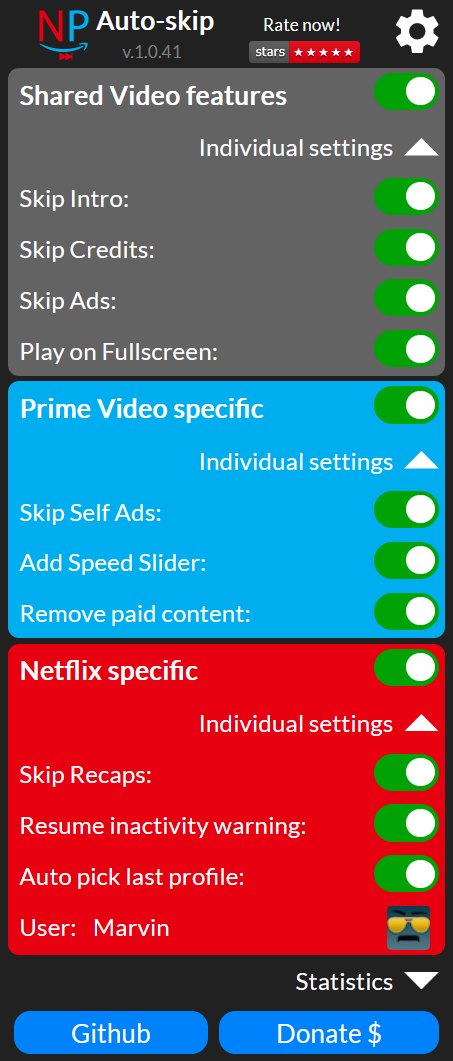 NP Auto-skip
v.1.0.41
Rate now!
stars ★★★★★
Shared Video features
Individual settings
Skip Intro:
Skip Credits:
Skip Ads:
Play on Fullscreen:
Prime Video specific
Individual settings
Skip Self Ads:
Add Speed Slider:
Remove paid content:
Netflix specific
Individual settings
Skip Recaps:
Resume inactivity warning:
Auto pick last profile:
User: Marvin
Statistics
Github
Donate $